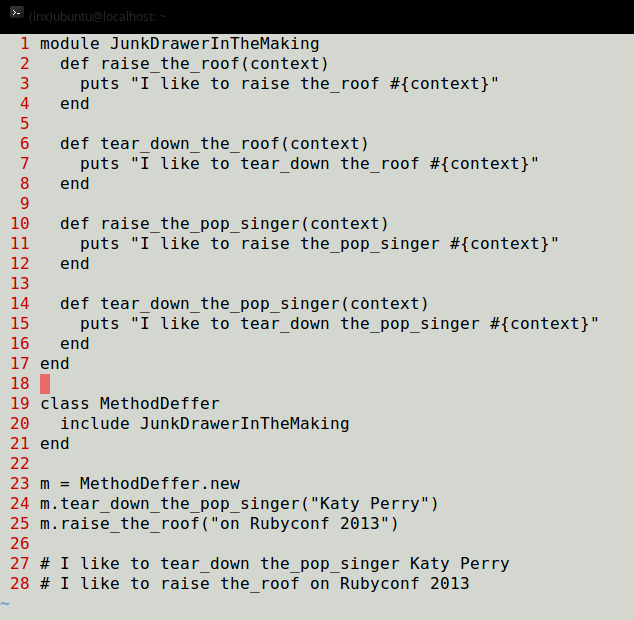 (lnx)ubuntu@localhost: ~
1 module JunkDrawerInTheMaking
2   def raise_the_roof(context)
3     puts "I like to raise the_roof #{context}"
4   end
5
6   def tear_down_the_roof(context)
7     puts "I like to tear_down the_roof #{context}"
8   end
9
10   def raise_the_pop_singer(context)
11     puts "I like to raise the_pop_singer #{context}"
12   end
13
14   def tear_down_the_pop_singer(context)
15     puts "I like to tear_down the_pop_singer #{context}"
16   end
17 end
18
19 class MethodDeffer
20   include JunkDrawerInTheMaking
21 end
22
23 m = MethodDeffer.new
24 m.tear_down_the_pop_singer("Katy Perry")
25 m.raise_the_roof("on Rubyconf 2013")
26
27 # I like to tear_down the_pop_singer Katy Perry
28 # I like to raise the_roof on Rubyconf 2013
~